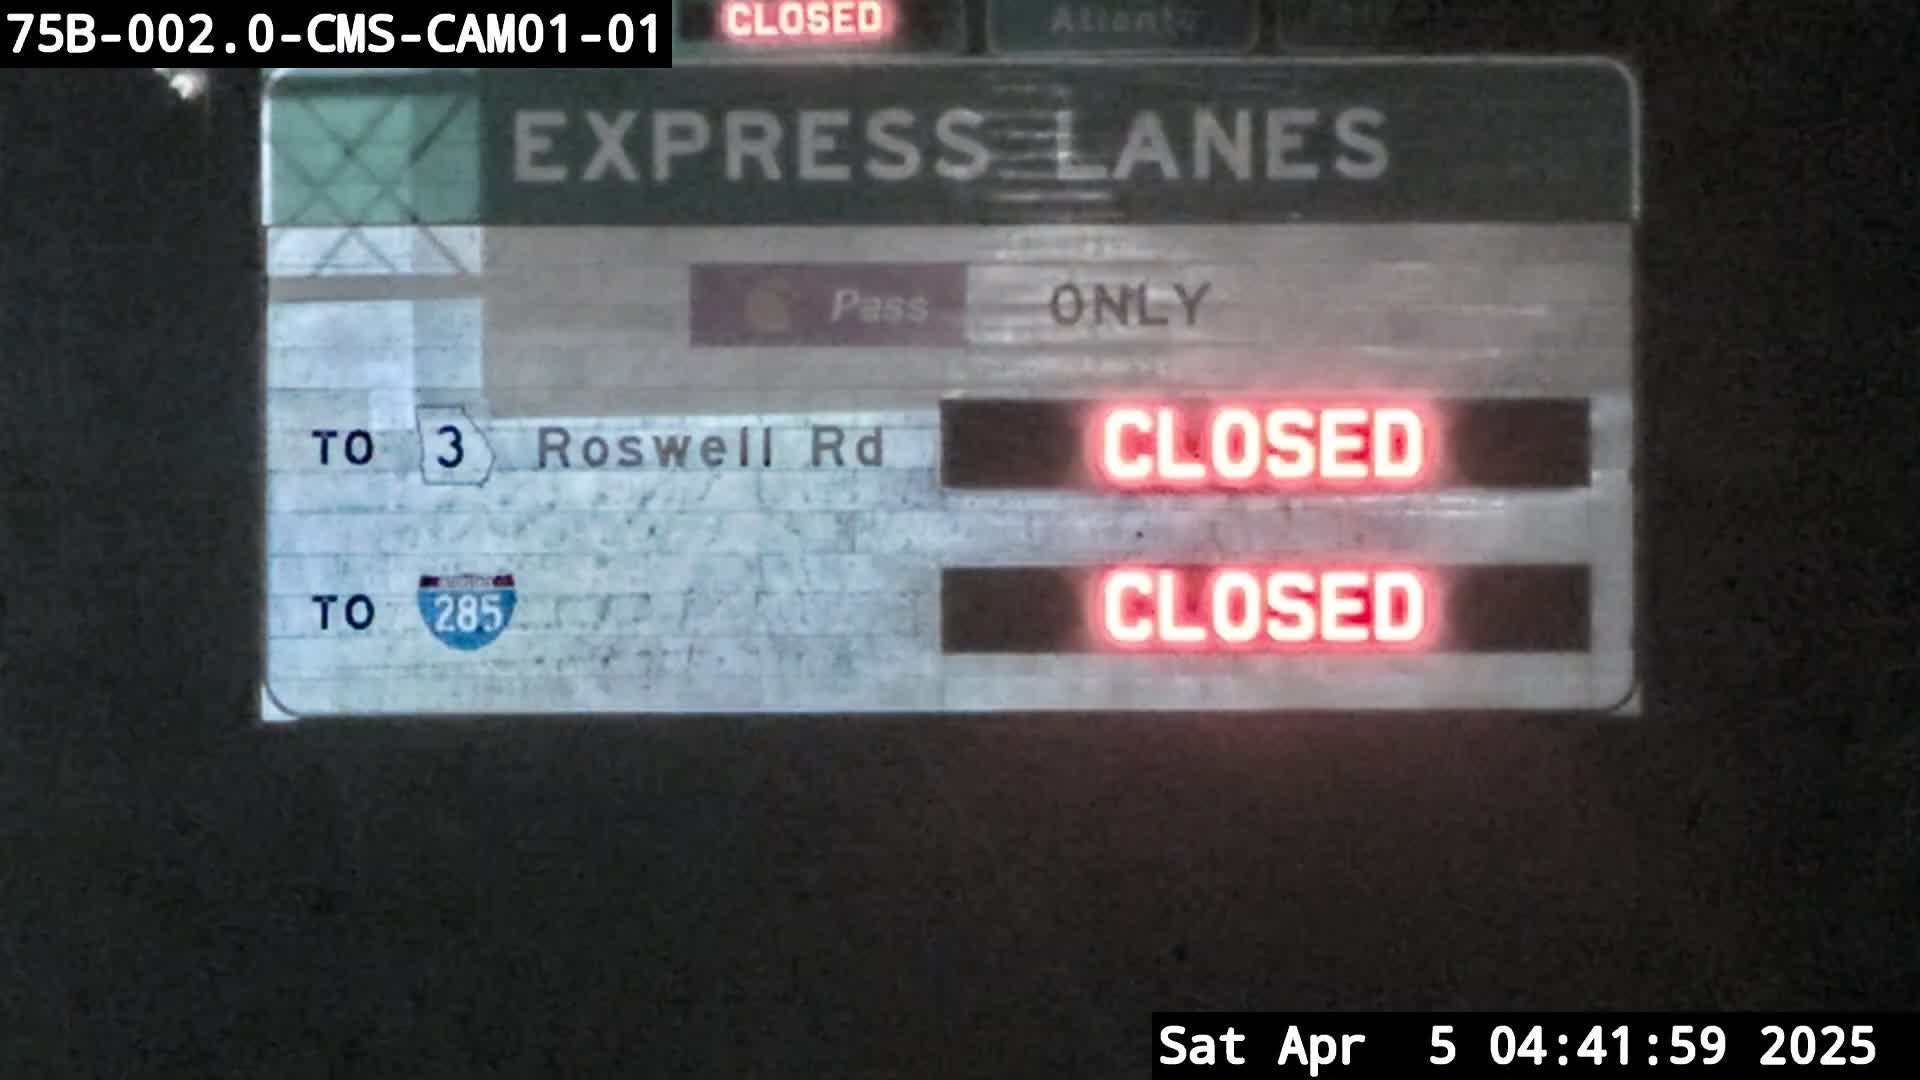 75B-002.0-CMS-CAM01-01
CLOSED
Atlanta
EXPRESS LANES
Pass ONLY
TO 3 Roswell Rd CLOSED
TO 285 CLOSED
Sat Apr 5 04:41:59 2025